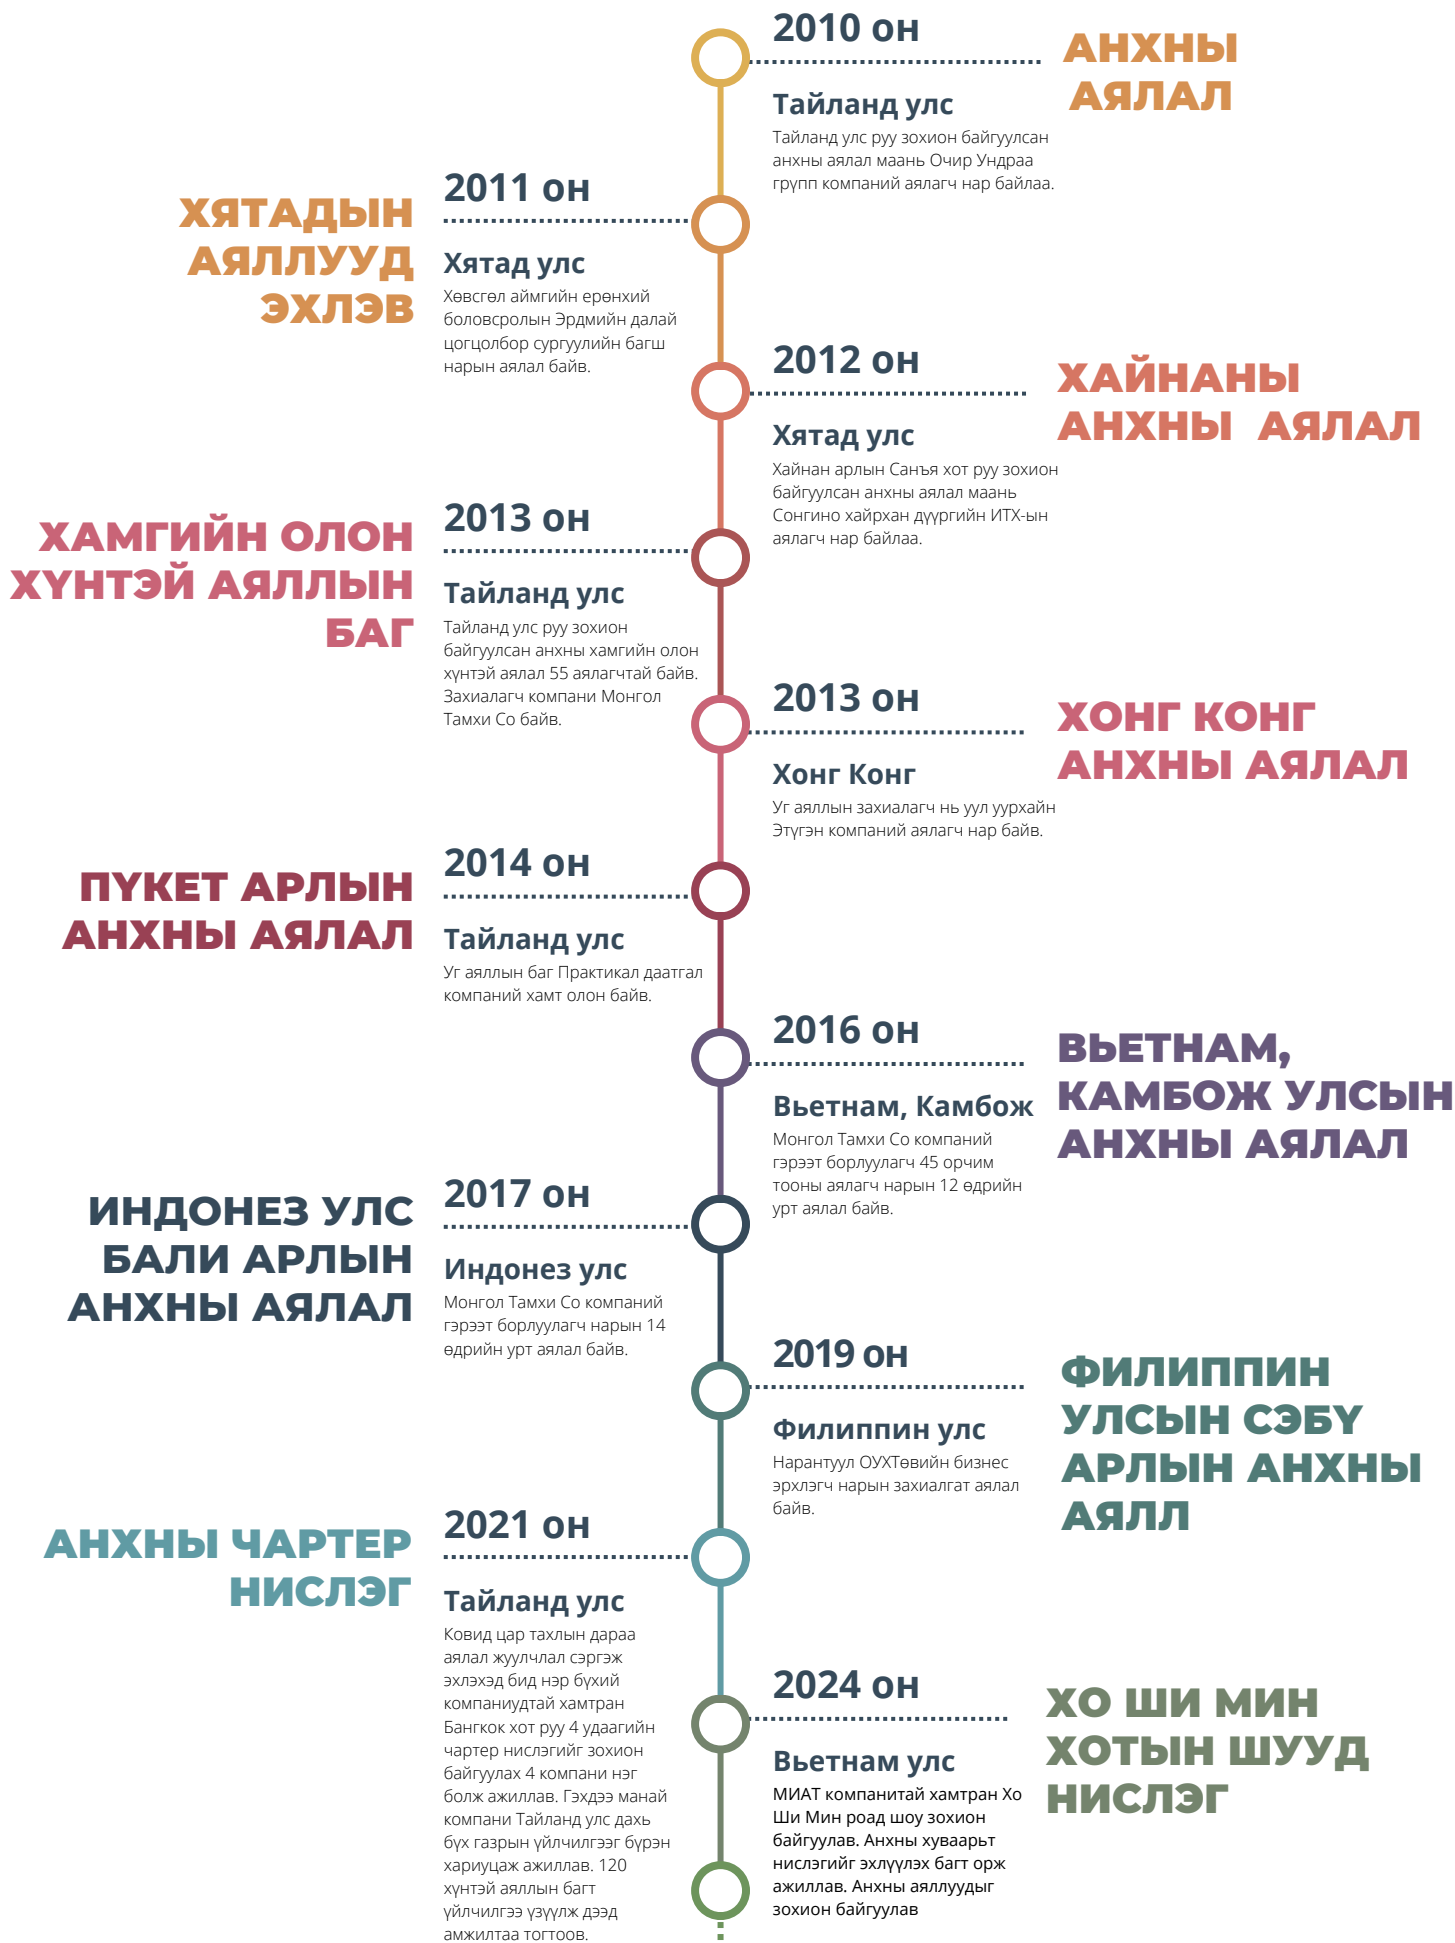 2010 он
АНХНЫ
АЯЛАЛ
Тайланд улс
Тайланд улс руу зохион байгуулсан
анхны аялал маань Очир Ундраа
групп компаний аялагч нар байлаа.
2011 он
ХЯТАДЫН
АЯЛЛУУД
ЭХЛЭВ
Хятад улс
Хөвсгөл аймгийн ерөнхий
боловсролын Эрдмийн далай
цогцолбор сургуулийн багш
нарын аялал байв.
2012 он
ХАЙНАНЫ
АНХНЫ АЯЛАЛ
Хятад улс
Хайнан арлын Санъя хот руу зохион
байгуулсан анхны аялал маань
Сонгино хайрхан дүүргийн ИТХ-ын
аялагч нар байлаа.
2013 он
ХАМГИЙН ОЛОН
ХҮНТЭЙ АЯЛЛЫН
БАГ
Тайланд улс
Тайланд улс руу зохион
байгуулсан анхны хамгийн олон
хүнтэй аялал 55 аялагчтай байв.
Захиалагч компани Монгол
Тамхи Со байв.
2013 он
ХОНГ КОНГ
АНХНЫ АЯЛАЛ
Хонг Конг
Уг аяллын захиалагч нь уул уурхайн
Этүгэн компаний аялагч нар байв.
2014 он
ПҮКЕТ АРЛЫН
АНХНЫ АЯЛАЛ
Тайланд улс
Уг аяллын баг Практикал даатгал
компаний хамт олон байв.
2016 он
ВЬЕТНАМ,
КАМБОЖ УЛСЫН
АНХНЫ АЯЛАЛ
Вьетнам, Камбож
Монгол Тамхи Со компаний
гэрээт борлуулагч 45 орчим
тооны аялагч нарын 12 өдрийн
урт аялал байв.
2017 он
ИНДОНЕЗ УЛС
БАЛИ АРЛЫН
АНХНЫ АЯЛАЛ
Индонез улс
Монгол Тамхи Со компаний
гэрээт борлуулагч нарын 14
өдрийн урт аялал байв.
2019 он
ФИЛИППИН
УЛСЫН СЭБҮ
АРЛЫН АНХНЫ
АЯЛЛ
Филиппин улс
Нарантуул ОУХТөвийн бизнес
эрхлэгч нарын захиалгат аялал
байв.
2021 он
АНХНЫ ЧАРТЕР
НИСЛЭГ
Тайланд улс
Ковид цар тахлын дараа
аялал жуулчлал сэргэж
эхлэхэд бид нэр бүхий
компаниудтай хамтран
Бангкок хот руу 4 удаагийн
чартер нислэгийг зохион
байгуулах 4 компани нэг
болж ажиллав. Гэхдээ манай
компани Тайланд улс дахь
бүх газрын үйлчилгээг бүрэн
хариуцаж ажиллав. 120
хүнтэй аяллын багт
үйлчилгээ үзүүлж дээд
амжилтаа тогтоов.
2024 он
ХО ШИ МИН
ХОТЫН ШУУД
НИСЛЭГ
Вьетнам улс
МИАТ компанитай хамтран Хо
Ши Мин роад шоу зохион
байгуулав. Анхны хуваарьт
нислэгийг эхлүүлэх багт орж
ажиллав. Анхны аяллуудыг
зохион байгуулав